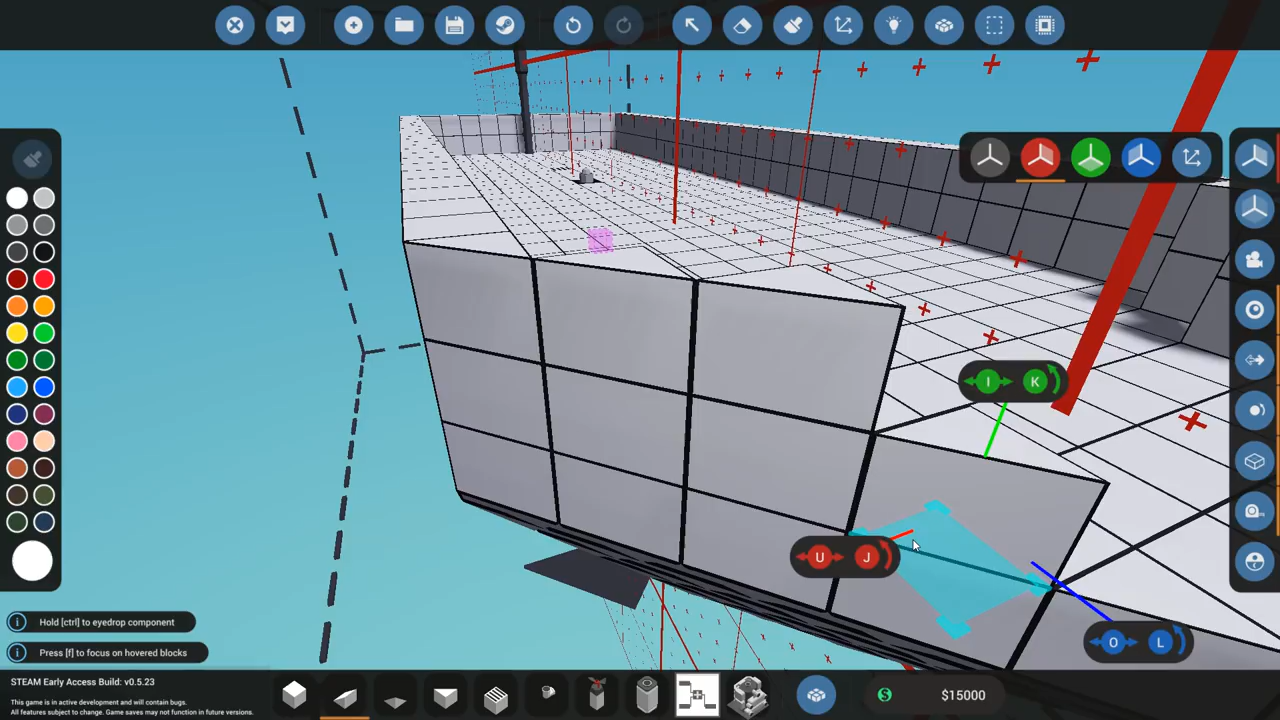 I K
U J
O L
Hold [ctrl] to eyedrop component
Press [f] to focus on hovered blocks
STEAM Early Access Build: v0.5.23
This game is in active development and will contain bugs.
All features subject to change. Game saves may not function in future versions.
$ $15000